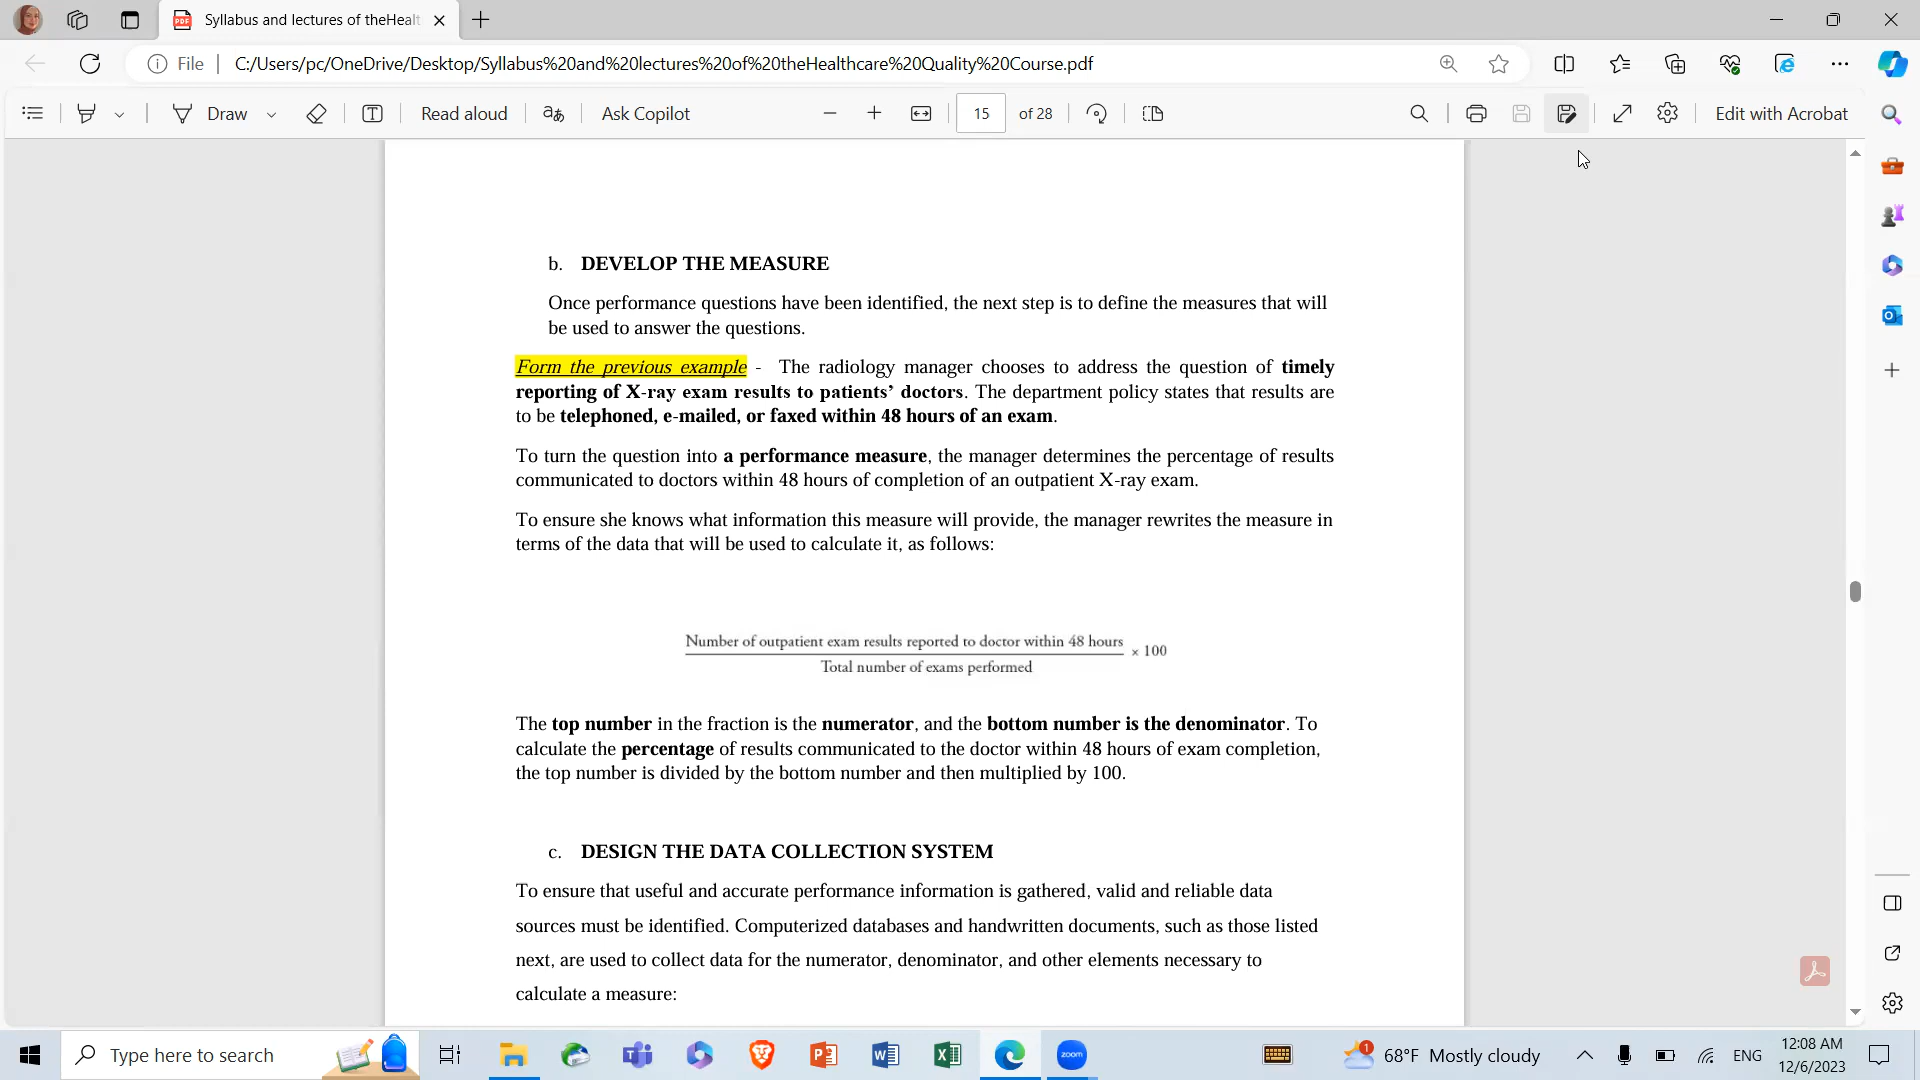 Syllabus and lectures of theHealt
File
C:/Users/pc/OneDrive/Desktop/Syllabus%20and%20lectures%20of%20theHealthcare%20Quality%20Course.pdf
Draw
Read aloud
aあ
Ask Copilot
15
of 28
Edit with Acrobat
b. DEVELOP THE MEASURE
Once performance questions have been identified, the next step is to define the measures that will
be used to answer the questions.
Form the previous example - The radiology manager chooses to address the question of timely
reporting of X-ray exam results to patients’ doctors. The department policy states that results are
to be telephoned, e-mailed, or faxed within 48 hours of an exam.
To turn the question into a performance measure, the manager determines the percentage of results
communicated to doctors within 48 hours of completion of an outpatient X-ray exam.
To ensure she knows what information this measure will provide, the manager rewrites the measure in
terms of the data that will be used to calculate it, as follows:
Number of outpatient exam results reported to doctor within 48 hours
× 100
Total number of exams performed
The top number in the fraction is the numerator, and the bottom number is the denominator. To
calculate the percentage of results communicated to the doctor within 48 hours of exam completion,
the top number is divided by the bottom number and then multiplied by 100.
c. DESIGN THE DATA COLLECTION SYSTEM
To ensure that useful and accurate performance information is gathered, valid and reliable data
sources must be identified. Computerized databases and handwritten documents, such as those listed
next, are used to collect data for the numerator, denominator, and other elements necessary to
calculate a measure:
Type here to search
zoom
1
68°F Mostly cloudy
ENG
12:08 AM
12/6/2023